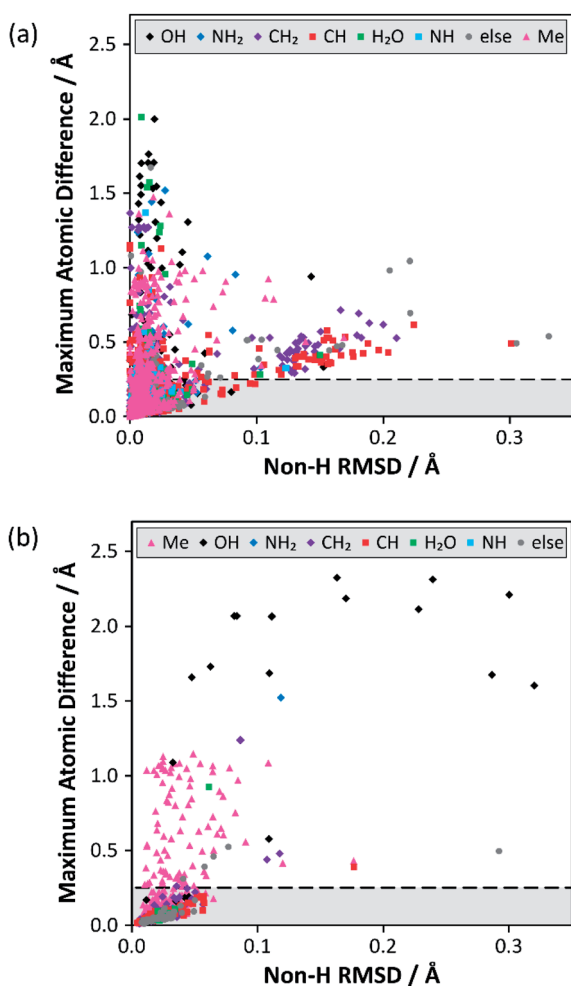 (a)
OH NH₂ CH₂ CH H₂O NH else Me
Maximum Atomic Difference / Å
2.5
2.0
1.5
1.0
0.5
0.0
0.0 0.1 0.2 0.3
Non-H RMSD / Å
(b)
Me OH NH₂ CH₂ CH H₂O NH else
Maximum Atomic Difference / Å
2.5
2.0
1.5
1.0
0.5
0.0
0.0 0.1 0.2 0.3
Non-H RMSD / Å